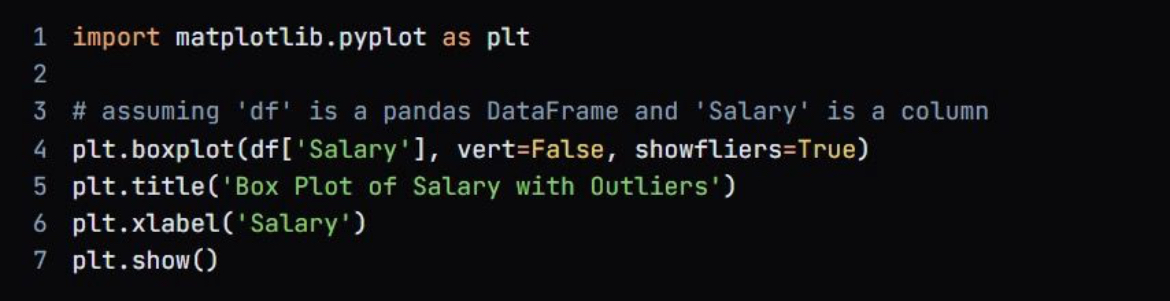 1 import matplotlib.pyplot as plt
2
3 # assuming 'df' is a pandas DataFrame and 'Salary' is a column
4 plt.boxplot(df['Salary'], vert=False, showfliers=True)
5 plt.title('Box Plot of Salary with Outliers')
6 plt.xlabel('Salary')
7 plt.show()